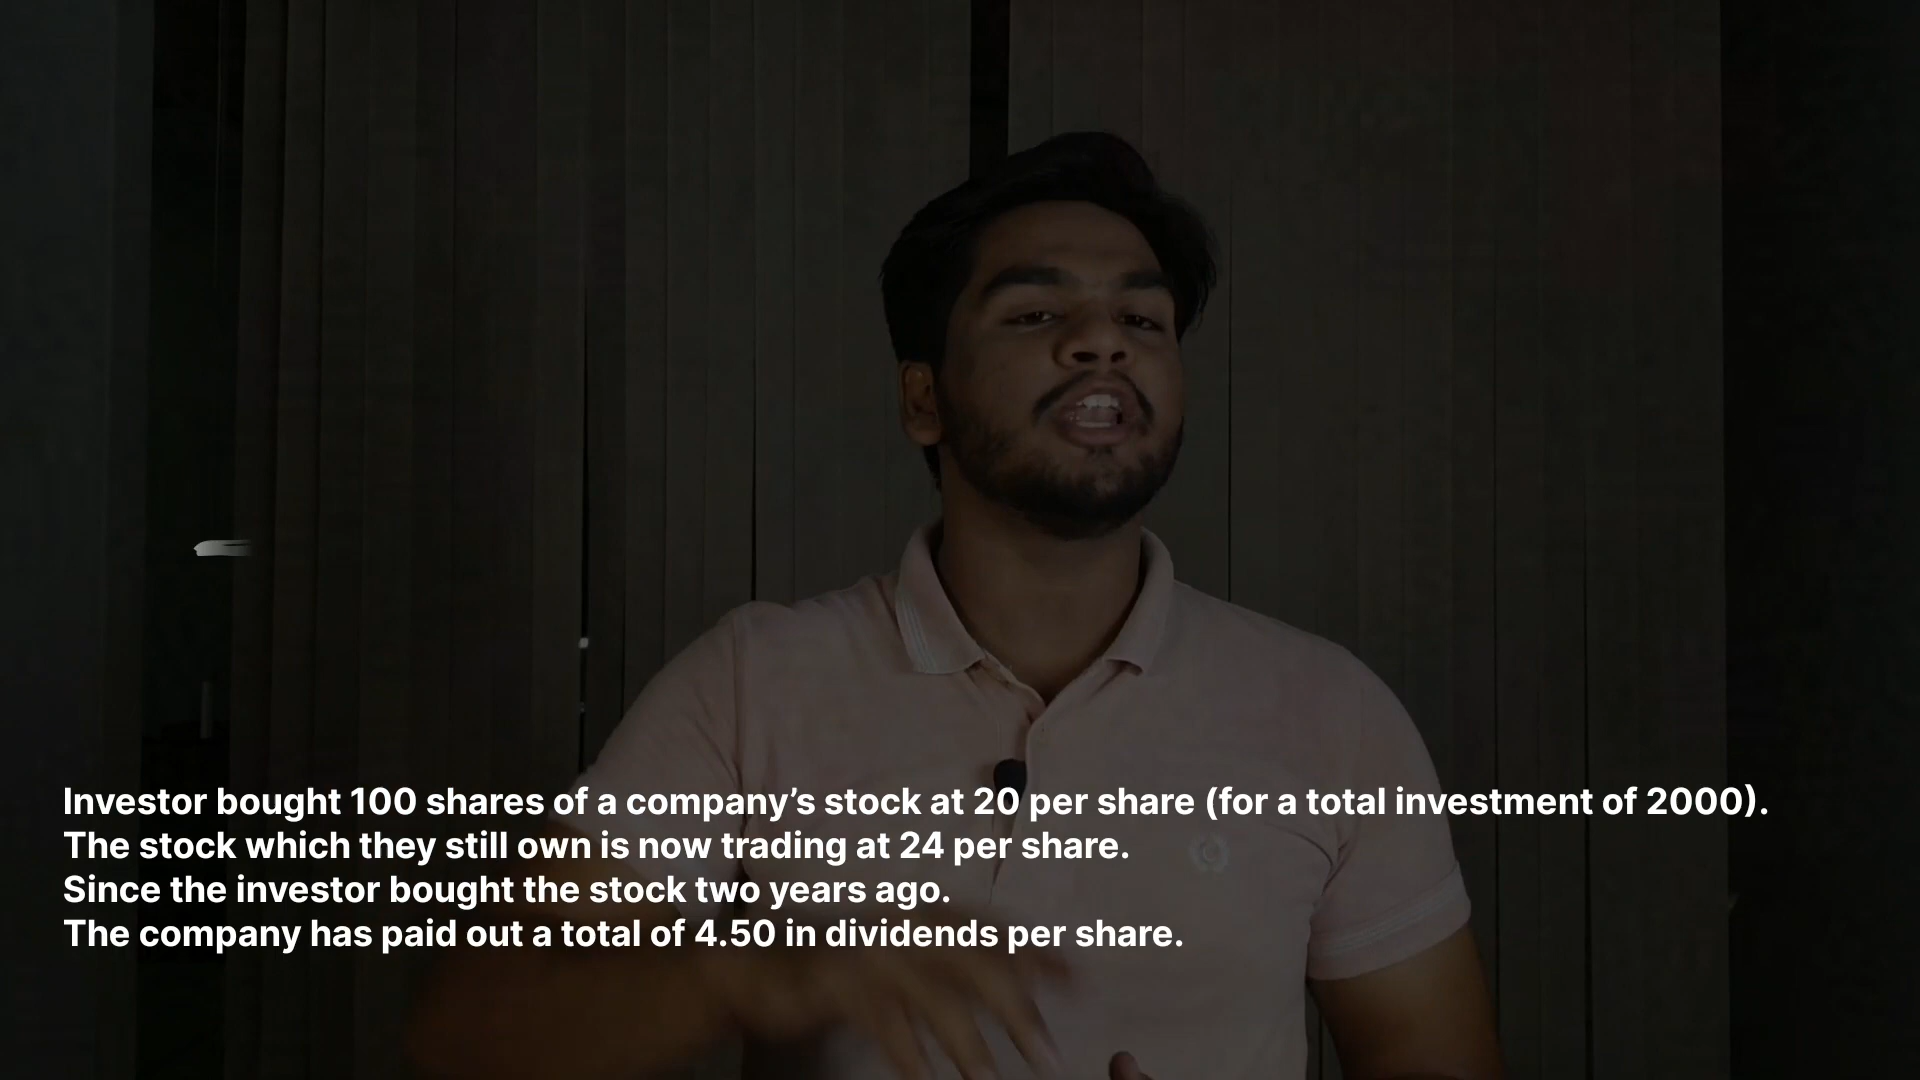 Investor bought 100 shares of a company’s stock at 20 per share (for a total investment of 2000).
The stock which they still own is now trading at 24 per share.
Since the investor bought the stock two years ago.
The company has paid out a total of 4.50 in dividends per share.